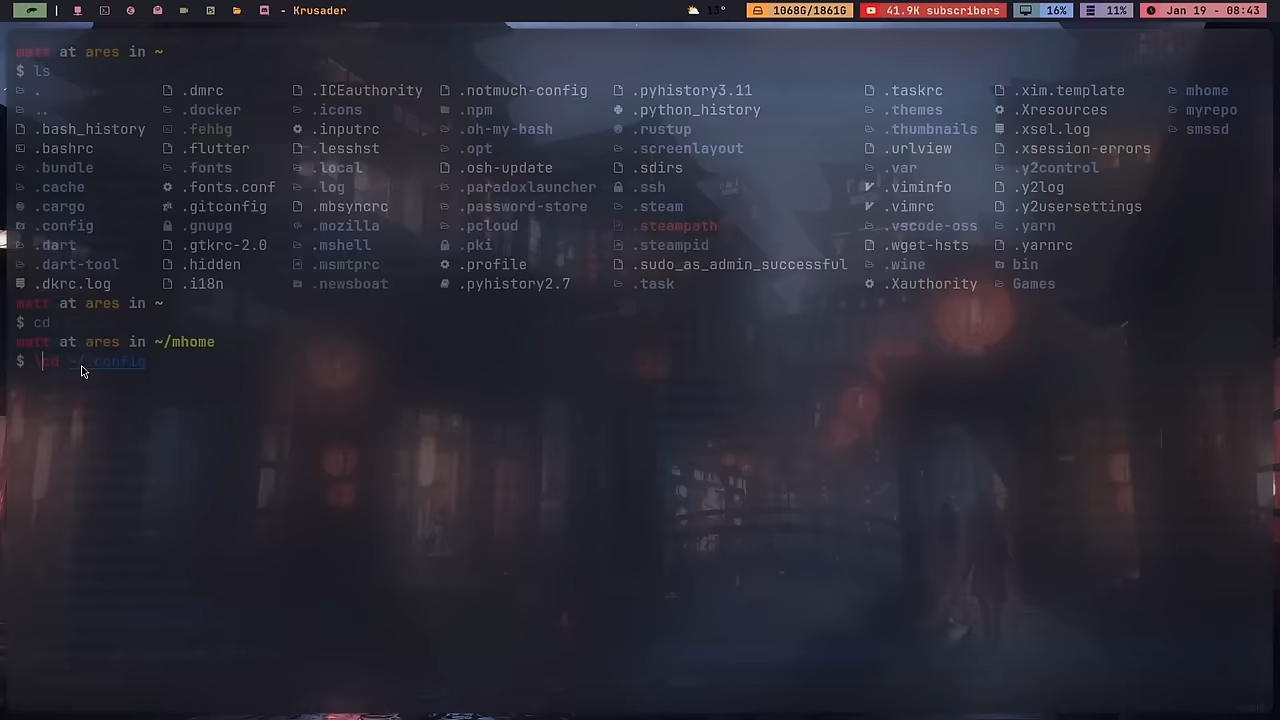 | - Krusader 13° 1068G/1861G 41.9K subscribers 16% 11% Jan 19 - 08:43
matt at ares in ~
$ ls
. .dmrc .ICEauthority .notmuch-config .pyhistory3.11 .taskrc .xim.template mhome
.. .docker .icons .npm .python_history .themes .Xresources myrepo
.bash_history .fehbg .inputrc .oh-my-bash .rustup .thumbnails .xsel.log smssd
.bashrc .flutter .lesshst .opt .screenlayout .urlview .xsession-errors
.bundle .fonts .local .osh-update .sdirs .var .y2control
.cache .fonts.conf .log .paradoxlauncher .ssh .viminfo .y2log
.cargo .gitconfig .mbsyncrc .password-store .steam .vimrc .y2usersettings
.config .gnupg .mozilla .pcloud .steampath .vscode-oss .yarn
.dart .gtkrc-2.0 .mshell .pki .steampid .wget-hsts .yarnrc
.dart-tool .hidden .msmtprc .profile .sudo_as_admin_successful .wine bin
.dkrc.log .i18n .newsboat .pyhistory2.7 .task .Xauthority Games
matt at ares in ~
$ cd
matt at ares in ~/mhome
$ \cd ~/.config